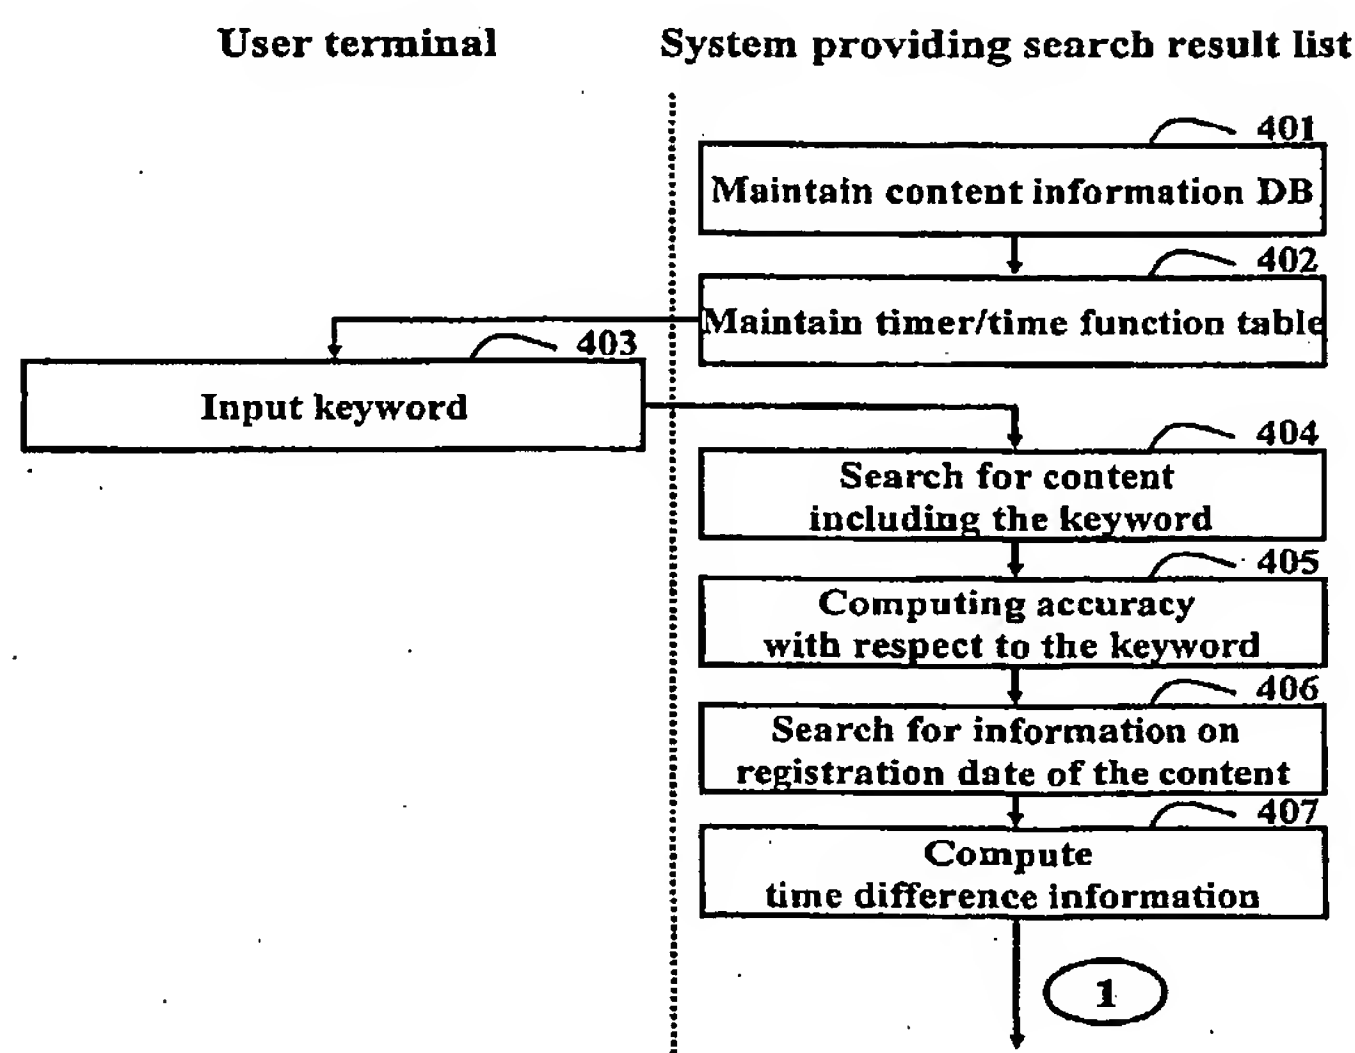 User terminal
System providing search result list
401
Maintain content information DB
402
Maintain timer/time function table
403
Input keyword
404
Search for content
including the keyword
405
Computing accuracy
with respect to the keyword
406
Search for information on
registration date of the content
407
Compute
time difference information
1